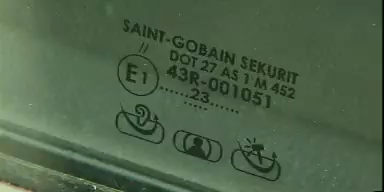 SAINT-GOBAIN SEKURIT
//
DOT 27 AS 1 M 452
E1 43R-001051
.......23......
.....